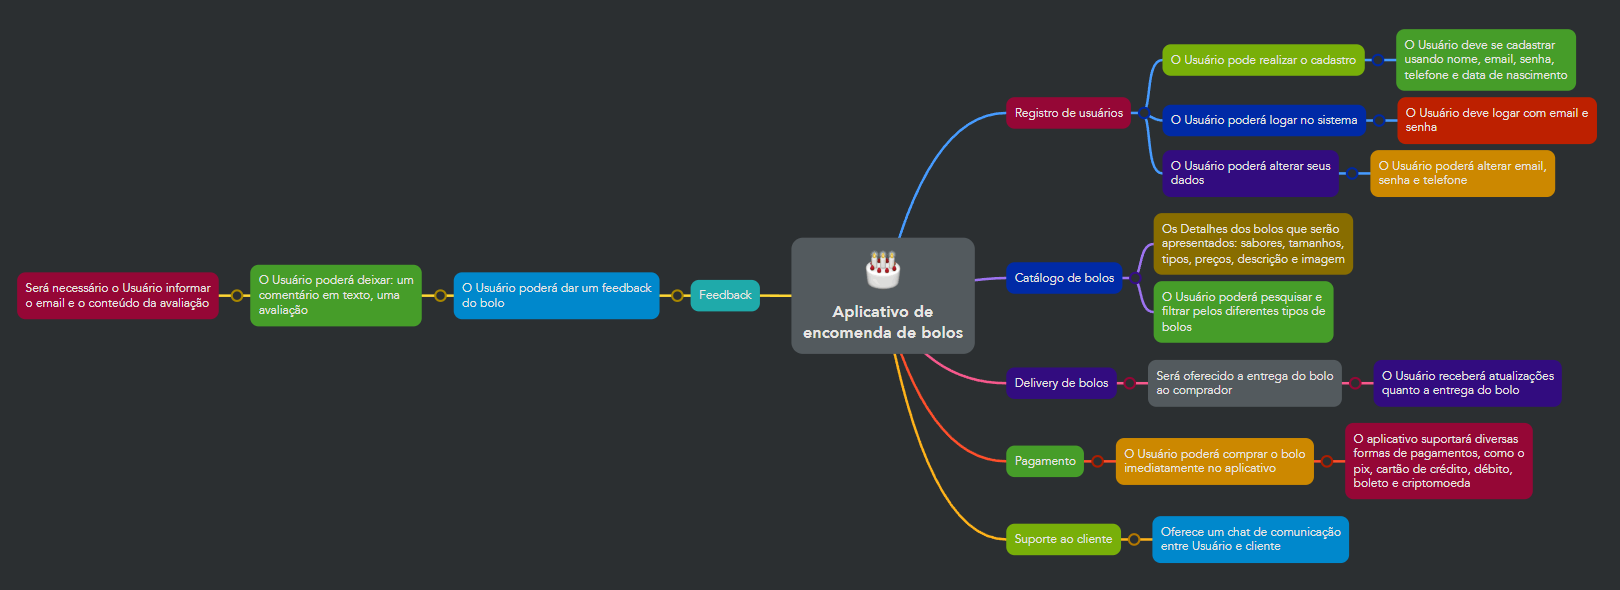 Aplicativo de
encomenda de bolos
Registro de usuários
O Usuário pode realizar o cadastro
O Usuário deve se cadastrar
usando nome, email, senha,
telefone e data de nascimento
O Usuário poderá logar no sistema
O Usuário deve logar com email e
senha
O Usuário poderá alterar seus
dados
O Usuário poderá alterar email,
senha e telefone
Catálogo de bolos
Os Detalhes dos bolos que serão
apresentados: sabores, tamanhos,
tipos, preços, descrição e imagem
O Usuário poderá pesquisar e
filtrar pelos diferentes tipos de
bolos
Delivery de bolos
Será oferecido a entrega do bolo
ao comprador
O Usuário receberá atualizações
quanto a entrega do bolo
Pagamento
O Usuário poderá comprar o bolo
imediatamente no aplicativo
O aplicativo suportará diversas
formas de pagamentos, como o
pix, cartão de crédito, débito,
boleto e criptomoeda
Suporte ao cliente
Oferece um chat de comunicação
entre Usuário e cliente
Feedback
O Usuário poderá dar um feedback
do bolo
O Usuário poderá deixar: um
comentário em texto, uma
avaliação
Será necessário o Usuário informar
o email e o conteúdo da avaliação